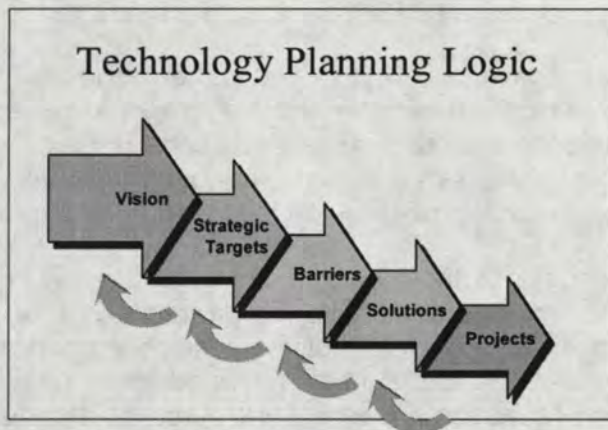 Technology Planning Logic
Vision
Strategic
Targets
Barriers
Solutions
Projects